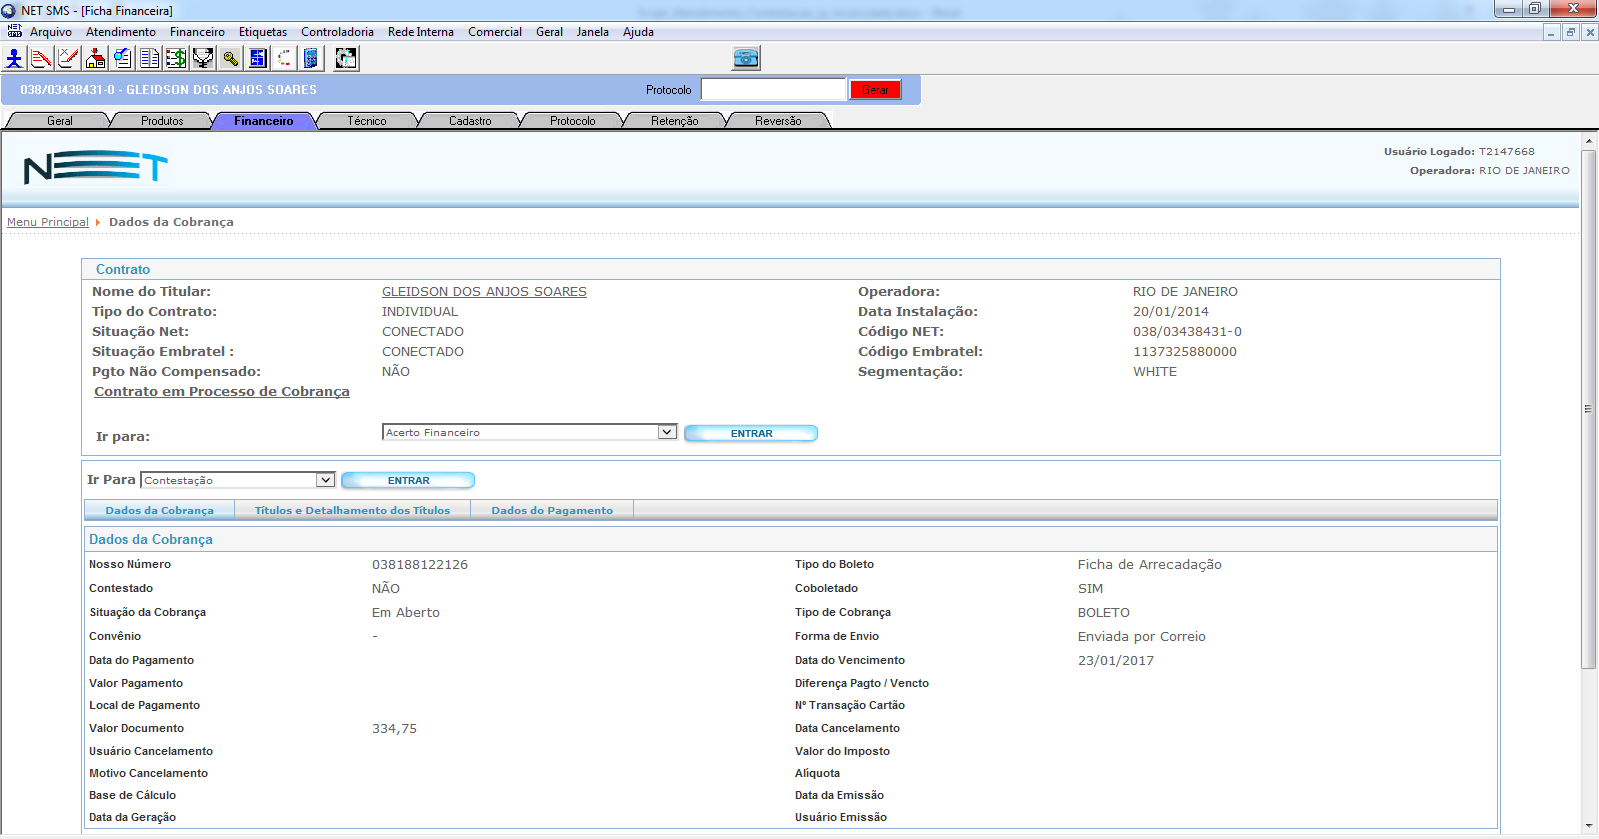 NET SMS - [Ficha Financeira]
Arquivo Atendimento Financeiro Etiquetas Controladoria Rede Interna Comercial Geral Janela Ajuda
038/03438431-0 - GLEIDSON DOS ANJOS SOARES Protocolo Gerar
Geral Produtos Financeiro Técnico Cadastro Protocolo Retenção Reversão
NET
Usuário Logado: T2147668
Operadora: RIO DE JANEIRO
Menu Principal Dados da Cobrança
Contrato
Nome do Titular: GLEIDSON DOS ANJOS SOARES Operadora: RIO DE JANEIRO
Tipo do Contrato: INDIVIDUAL Data Instalação: 20/01/2014
Situação Net: CONECTADO Código NET: 038/03438431-0
Situação Embratel : CONECTADO Código Embratel: 1137325880000
Pgto Não Compensado: NÃO Segmentação: WHITE
Contrato em Processo de Cobrança
Ir para: Acerto Financeiro ENTRAR
Ir Para Contestação ENTRAR
Dados da Cobrança Títulos e Detalhamento dos Títulos Dados do Pagamento
Dados da Cobrança
Nosso Número 038188122126 Tipo do Boleto Ficha de Arrecadação
Contestado NÃO Coboletado SIM
Situação da Cobrança Em Aberto Tipo de Cobrança BOLETO
Convênio - Forma de Envio Enviada por Correio
Data do Pagamento Data do Vencimento 23/01/2017
Valor Pagamento Diferença Pagto / Vencto
Local de Pagamento Nº Transação Cartão
Valor Documento 334,75 Data Cancelamento
Usuário Cancelamento Valor do Imposto
Motivo Cancelamento Alíquota
Base de Cálculo Data da Emissão
Data da Geração Usuário Emissão